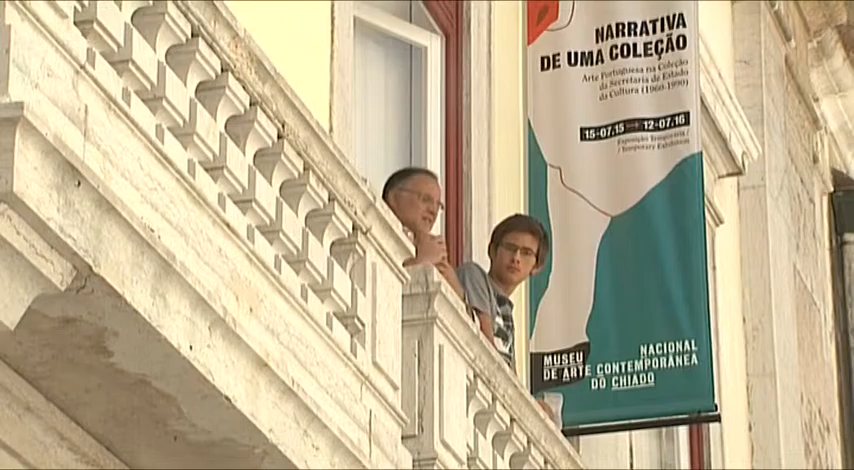 NARRATIVA
DE UMA COLEÇÃO
Arte Portuguesa na Coleção
da Secretaria de Estado
da Cultura (1960-1990)
15.07.15 → 12.07.16
Exposição Temporária
/ Temporary Exhibition
MUSEU
DE ARTE
NACIONAL
CONTEMPORÂNEA
DO CHIADO